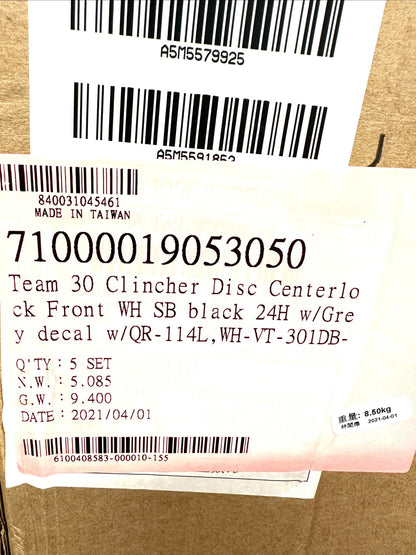 A5M5579925
A5M5591852
840031045461
MADE IN TAIWAN
71000019053050
Team 30 Clincher Disc Centerlo
ck Front WH SB black 24H w/Gre
y decal w/QR-114L,WH-VT-301DB-
Q'TY：5 SET
N.W.：5.085
G.W.：9.400
DATE：2021/04/01
重量: 8.50kg
2021-04-01
6100408583-000010-155